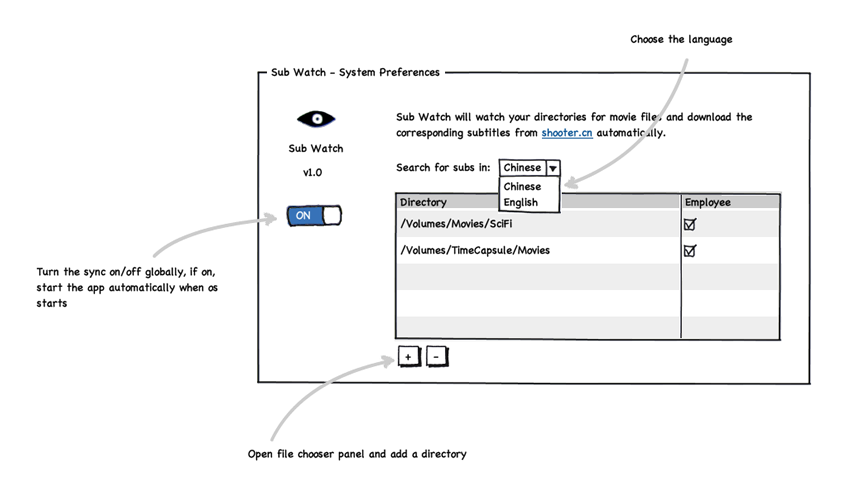 Choose the language
Sub Watch - System Preferences
Sub Watch will watch your directories for movie files and download the
corresponding subtitles from shooter.cn automatically.
Sub Watch
v1.0
Search for subs in: Chinese
Chinese
English
ON
Directory Employee
/Volumes/Movies/SciFi
/Volumes/TimeCapsule/Movies
Turn the sync on/off globally, if on,
start the app automatically when os
starts
+ -
Open file chooser panel and add a directory